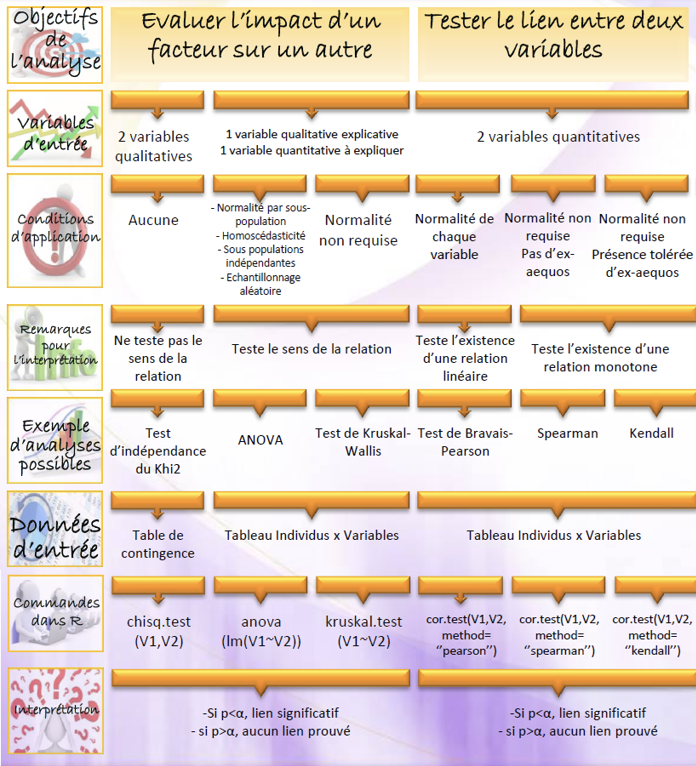 Objectifs
de
l'analyse
Evaluer l'impact d'un
facteur sur un autre
Tester le lien entre deux
variables
Variables
d'entrée
2 variables
qualitatives
1 variable qualitative explicative
1 variable quantitative à expliquer
2 variables quantitatives
Conditions
d'application
Aucune
- Normalité par sous-
population
- Homoscédasticité
- Sous populations
indépendantes
- Echantillonnage
aléatoire
Normalité
non requise
Normalité de
chaque
variable
Normalité non
requise
Pas d'ex-
aequos
Normalité non
requise
Présence tolérée
d'ex-aequos
Remarques
pour
l'interprétation
Ne teste pas le
sens de la
relation
Teste le sens de la relation
Teste l'existence
d'une relation
linéaire
Teste l'existence d'une
relation monotone
Exemple
d'analyses
possibles
Test
d'indépendance
du Khi2
ANOVA
Test de Kruskal-
Wallis
Test de Bravais-
Pearson
Spearman
Kendall
Données
d'entrée
Table de
contingence
Tableau Individus x Variables
Tableau Individus x Variables
Commandes
dans R
chisq.test
(V1,V2)
anova
(lm(V1~V2))
kruskal.test
(V1~V2)
cor.test(V1,V2,
method=
‘'pearson’')
cor.test(V1,V2,
method=
‘'spearman’')
cor.test(V1,V2,
method=
‘'kendall’')
Interprétation
-Si p<α, lien significatif
- si p>α, aucun lien prouvé
-Si p<α, lien significatif
- si p>α, aucun lien prouvé